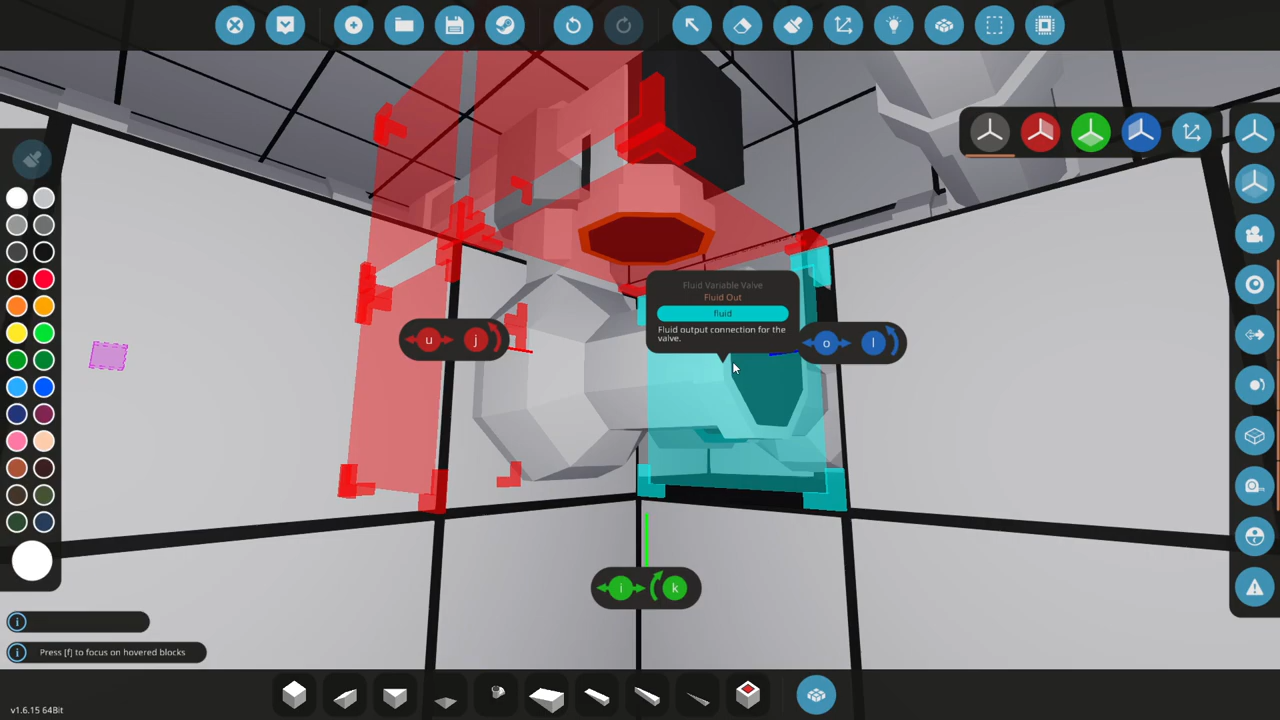 Fluid Variable Valve
Fluid Out
fluid
Fluid output connection for the
valve.
u
j
o
l
i
k
Press [f] to focus on hovered blocks
v1.6.15 64Bit